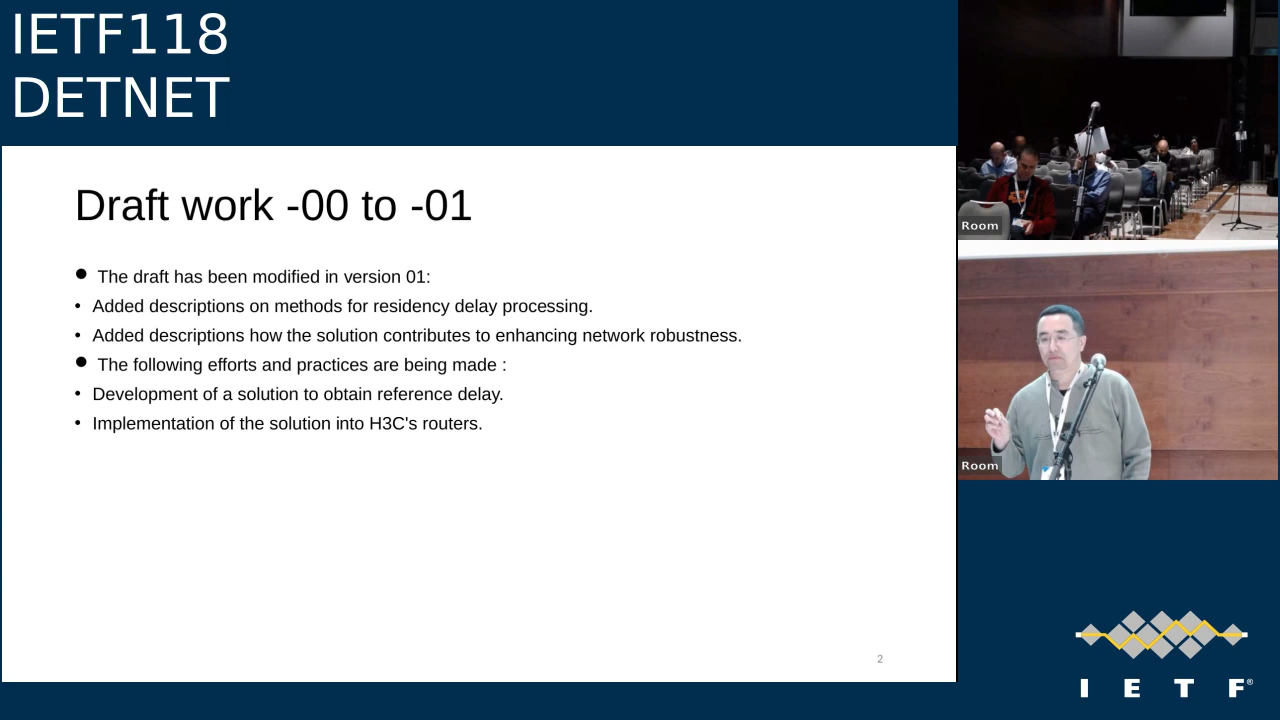 IETF118
DETNET
Draft work -00 to -01
● The draft has been modified in version 01:
• Added descriptions on methods for residency delay processing.
• Added descriptions how the solution contributes to enhancing network robustness.
● The following efforts and practices are being made :
• Development of a solution to obtain reference delay.
• Implementation of the solution into H3C's routers.
2
Room
Room
I E T F®